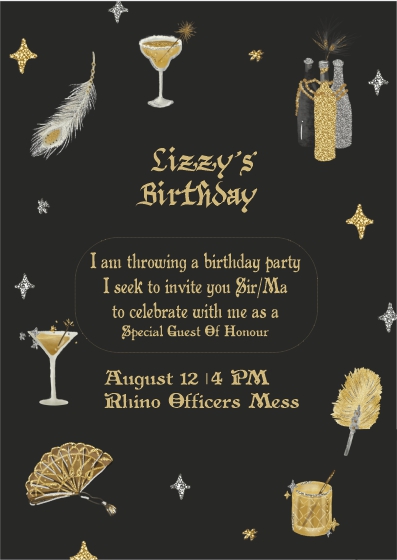 Lizzy's
Birthday
I am throwing a birthday party
I seek to invite you Sir/Ma
to celebrate with me as a
Special Guest Of Honour
August 12 |4 PM
Rhino Officers Mess